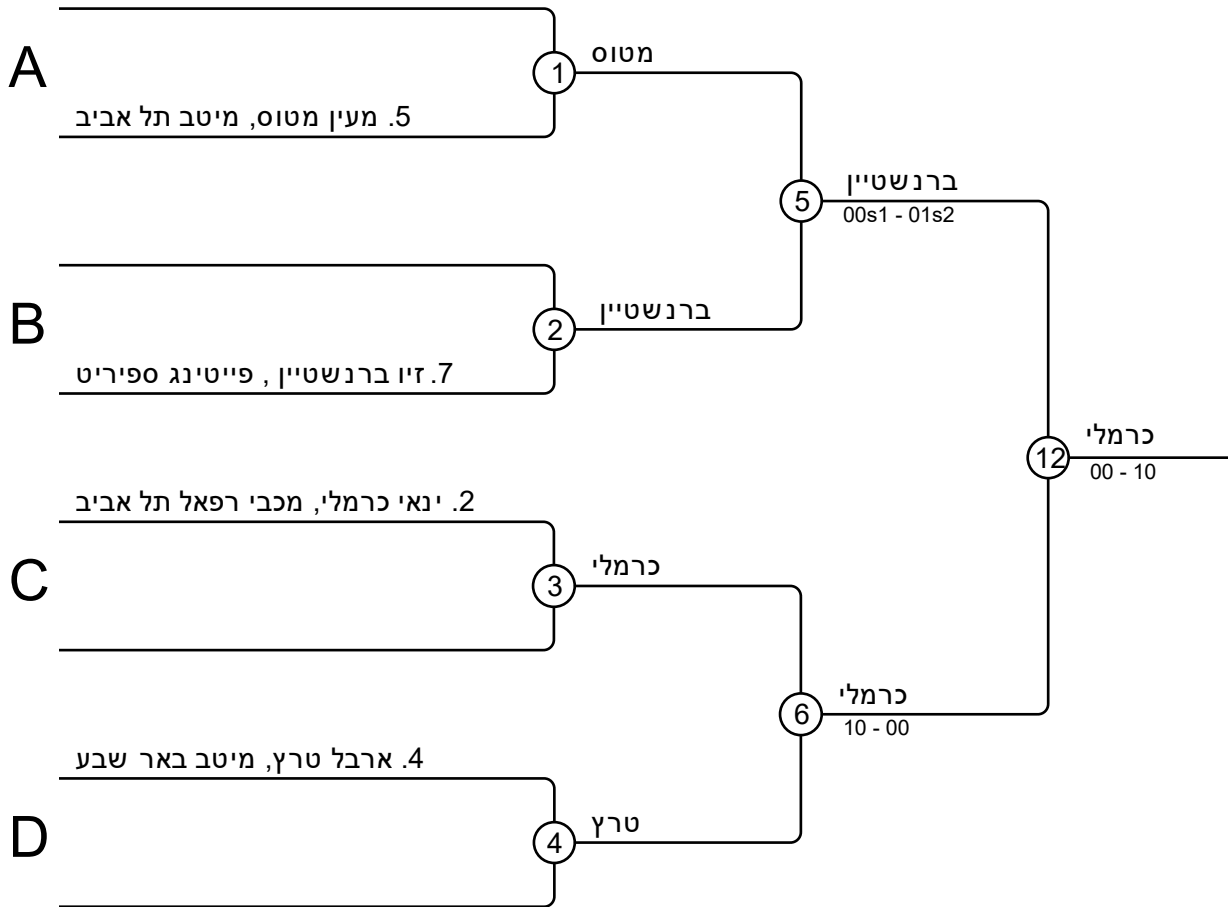 A
1
מטוס
5. מעין מטוס, מיטב תל אביב
5
ברנשטיין
00s1 - 01s2
B
2
ברנשטיין
7. זיו ברנשטיין , פייטינג ספיריט
12
כרמלי
00 - 10
2. ינאי כרמלי, מכבי רפאל תל אביב
C
3
כרמלי
6
כרמלי
10 - 00
4. ארבל טרץ, מיטב באר שבע
D
4
טרץ